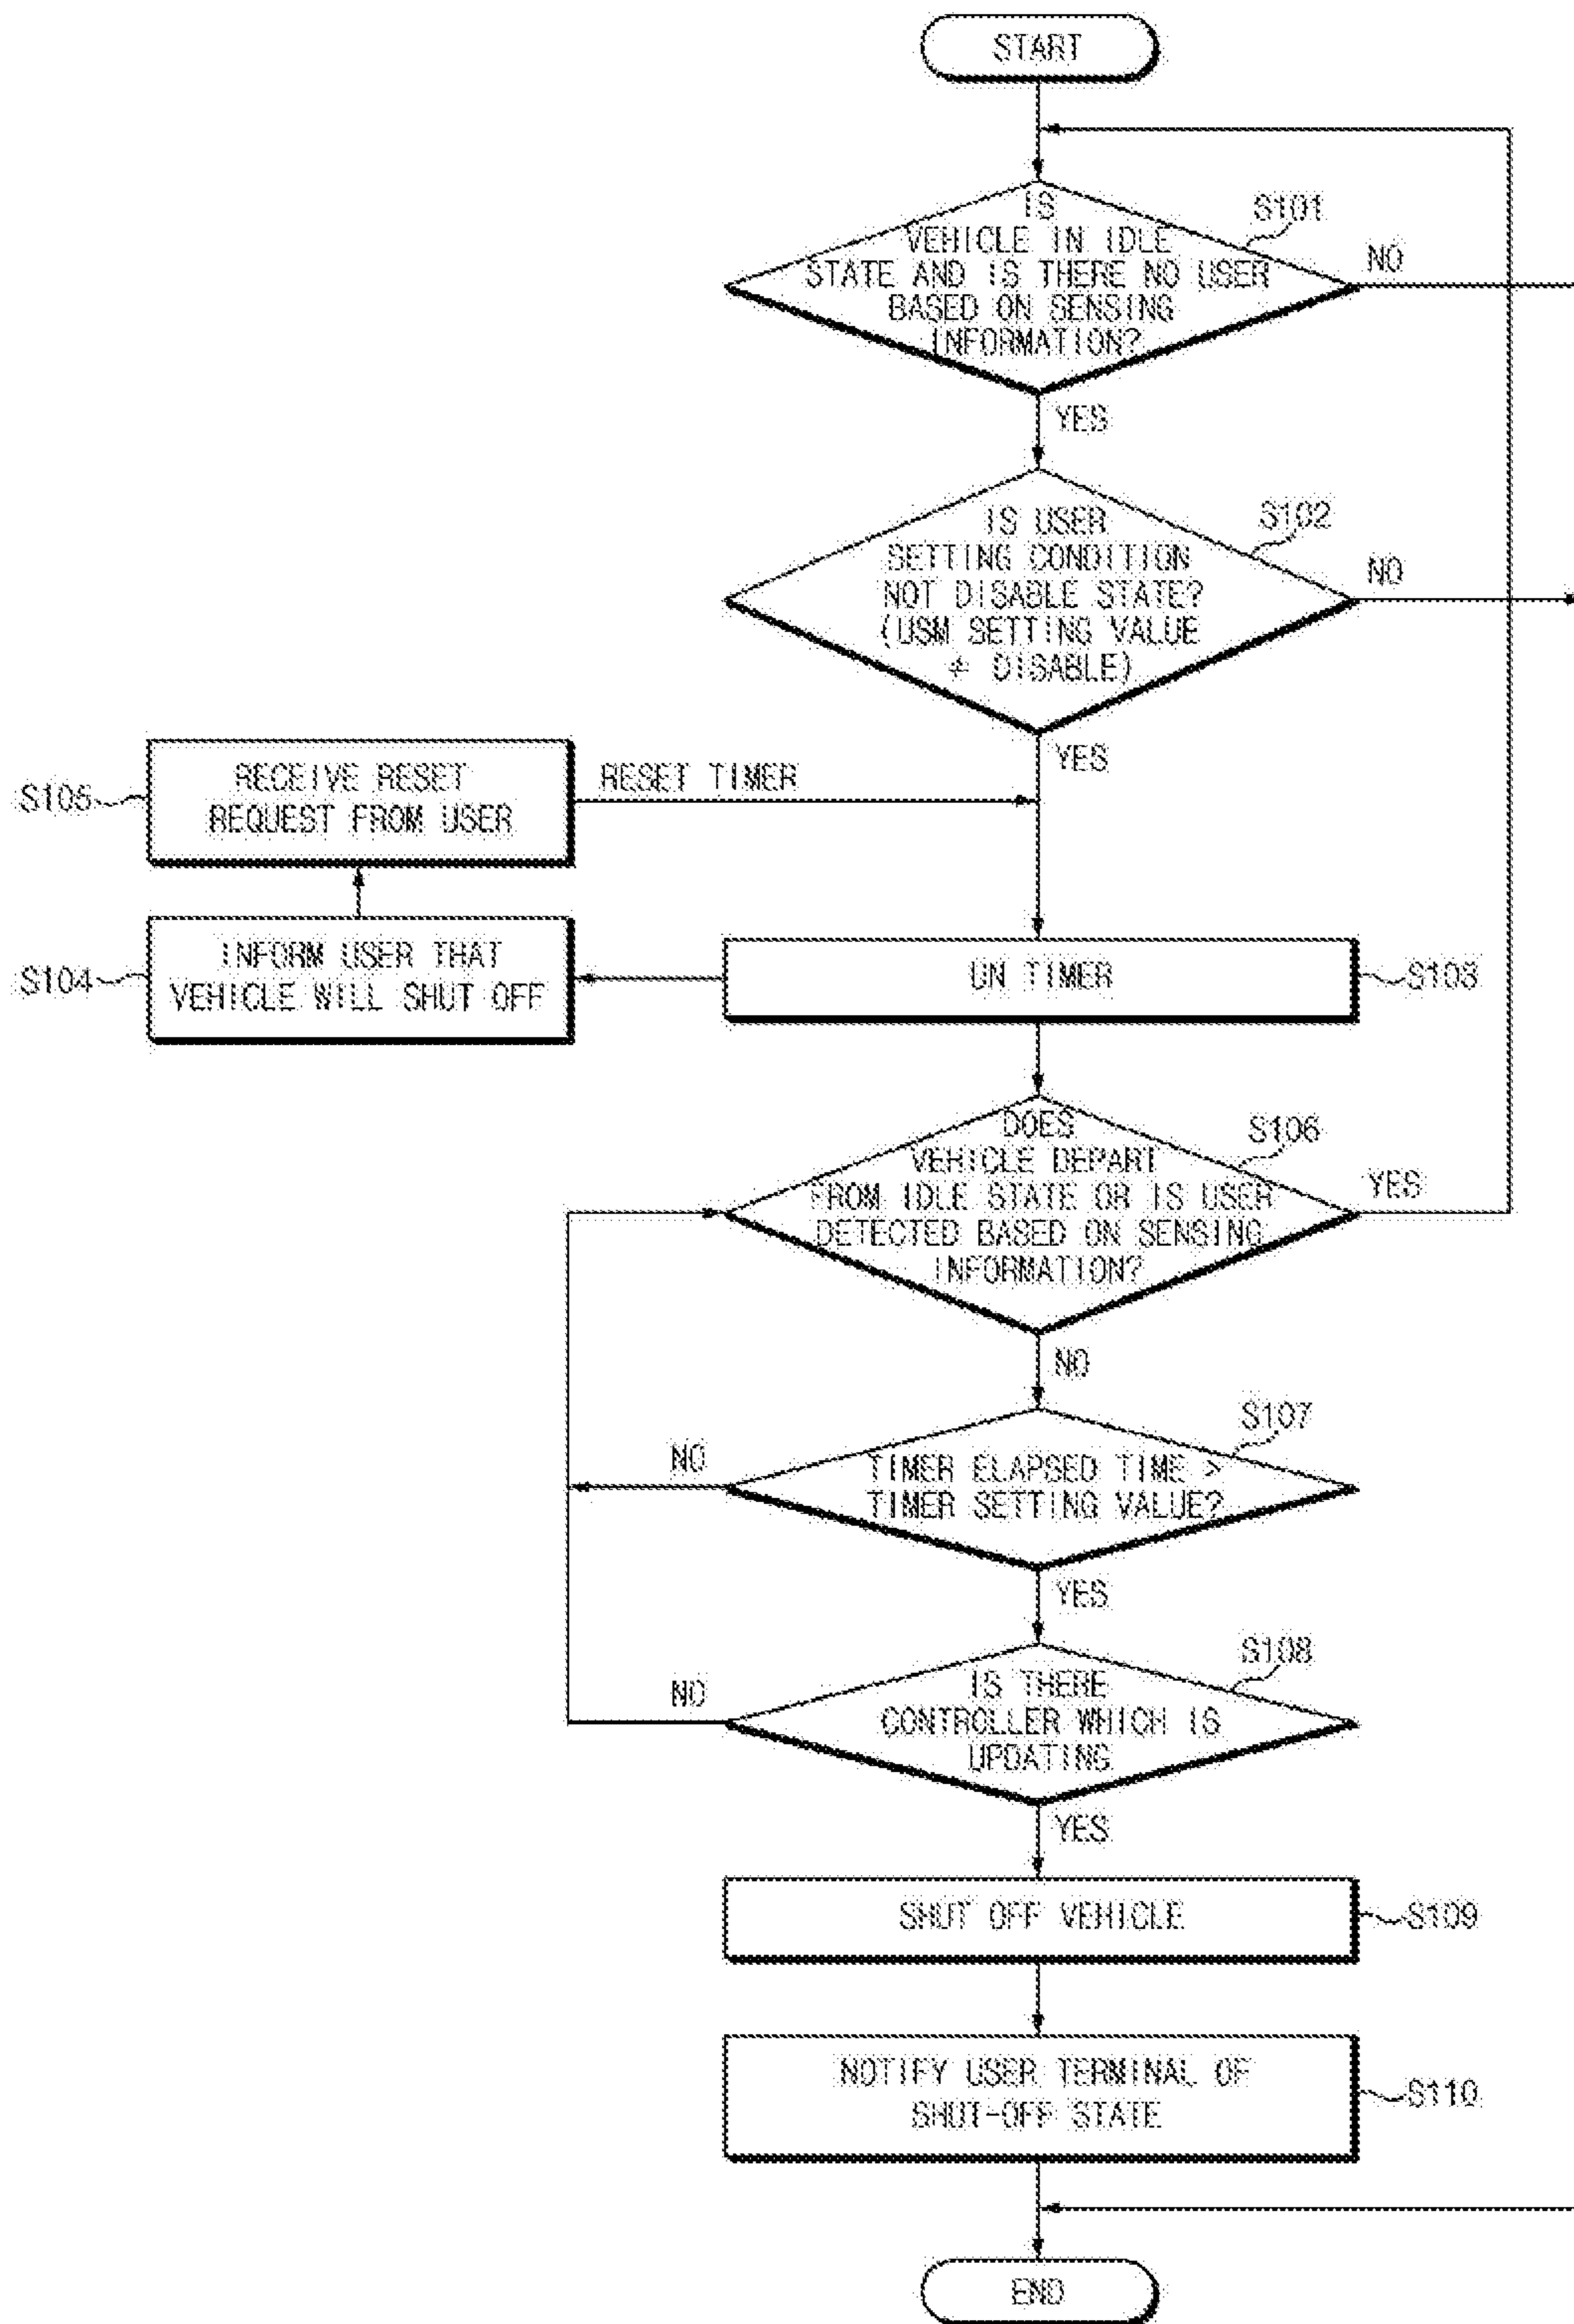 START
IS
VEHICLE IN IDLE
STATE AND IS THERE NO USER
BASED ON SENSING
INFORMATION?
S101
NO
YES
IS USER
SETTING CONDITION
NOT DISABLE STATE?
(USM SETTING VALUE
≠ DISABLE)
S102
NO
YES
S105
RECEIVE RESET
REQUEST FROM USER
RESET TIMER
S104
INFORM USER THAT
VEHICLE WILL SHUT OFF
UN TIMER
S103
DOES
VEHICLE DEPART
FROM IDLE STATE OR IS USER
DETECTED BASED ON SENSING
INFORMATION?
S106
YES
NO
S107
NO
TIMER ELAPSED TIME >
TIMER SETTING VALUE?
YES
S108
NO
IS THERE
CONTROLLER WHICH IS
UPDATING
YES
SHUT OFF VEHICLE
S109
NOTIFY USER TERMINAL OF
SHUT-OFF STATE
S110
END